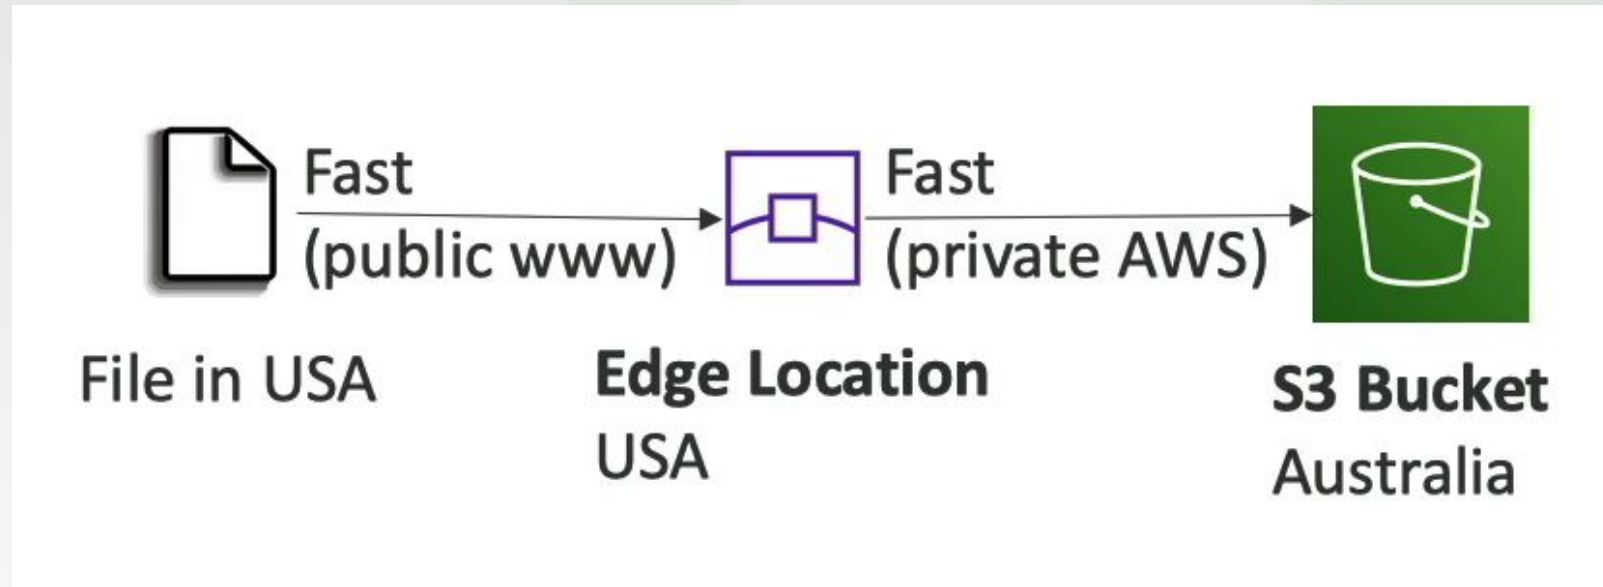 Fast
(public www)
Fast
(private AWS)
File in USA
Edge Location
USA
S3 Bucket
Australia